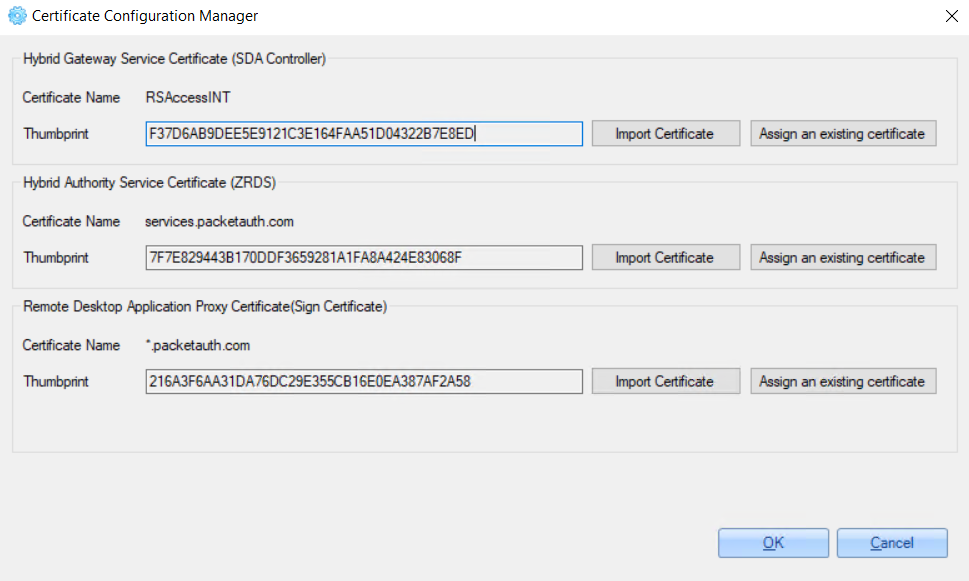 Certificate Configuration Manager
Hybrid Gateway Service Certificate (SDA Controller)
Certificate Name RSAccessINT
Thumbprint F37D6AB9DEE5E9121C3E164FAA51D04322B7E8ED Import Certificate Assign an existing certificate
Hybrid Authority Service Certificate (ZRDS)
Certificate Name services.packetauth.com
Thumbprint 7F7E829443B170DDF3659281A1FA8A424E83068F Import Certificate Assign an existing certificate
Remote Desktop Application Proxy Certificate(Sign Certificate)
Certificate Name *.packetauth.com
Thumbprint 216A3F6AA31DA76DC29E355CB16E0EA387AF2A58 Import Certificate Assign an existing certificate
OK Cancel